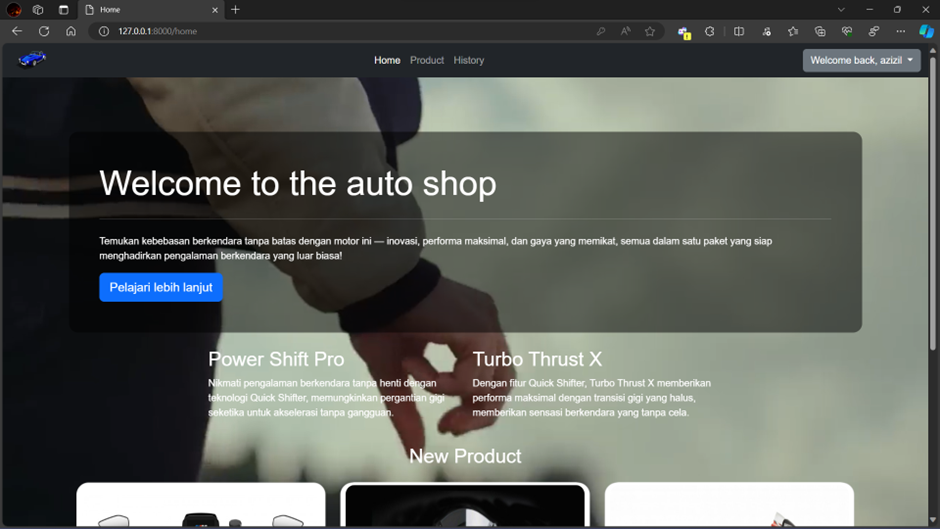 Home
127.0.0.1:8000/home
Home Product History
Welcome back, azizil
Welcome to the auto shop
Temukan kebebasan berkendara tanpa batas dengan motor ini — inovasi, performa maksimal, dan gaya yang memikat, semua dalam satu paket yang siap
menghadirkan pengalaman berkendara yang luar biasa!
Pelajari lebih lanjut
Power Shift Pro
Nikmati pengalaman berkendara tanpa henti dengan
teknologi Quick Shifter, memungkinkan pergantian gigi
seketika untuk akselerasi tanpa gangguan.
Turbo Thrust X
Dengan fitur Quick Shifter, Turbo Thrust X memberikan
performa maksimal dengan transisi gigi yang halus,
memberikan sensasi berkendara yang tanpa cela.
New Product